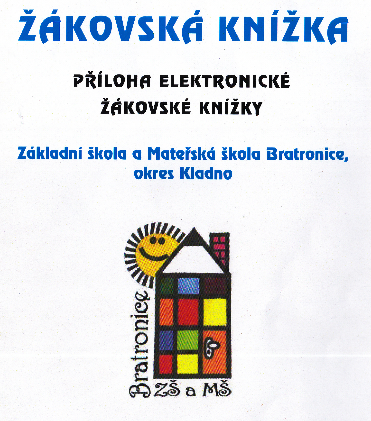 ŽÁKOVSKÁ KNÍŽKA
PŘÍLOHA ELEKTRONICKÉ
ŽÁKOVSKÉ KNÍŽKY
Základní škola a Mateřská škola Bratronice,
okres Kladno
Bratronice
ZŠ a MŠ